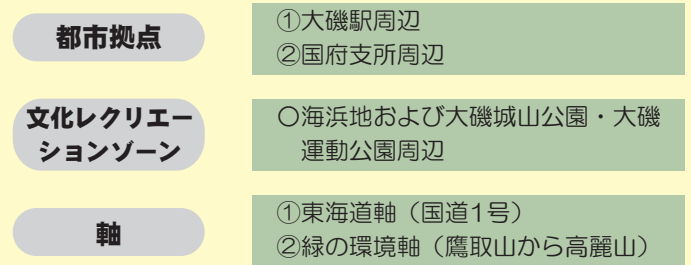 都市拠点
①大磯駅周辺
②国府支所周辺
文化レクリエー
ションゾーン
〇海浜地および大磯城山公園・大磯
運動公園周辺
軸
①東海道軸（国道1号）
②緑の環境軸（鷹取山から高麗山）